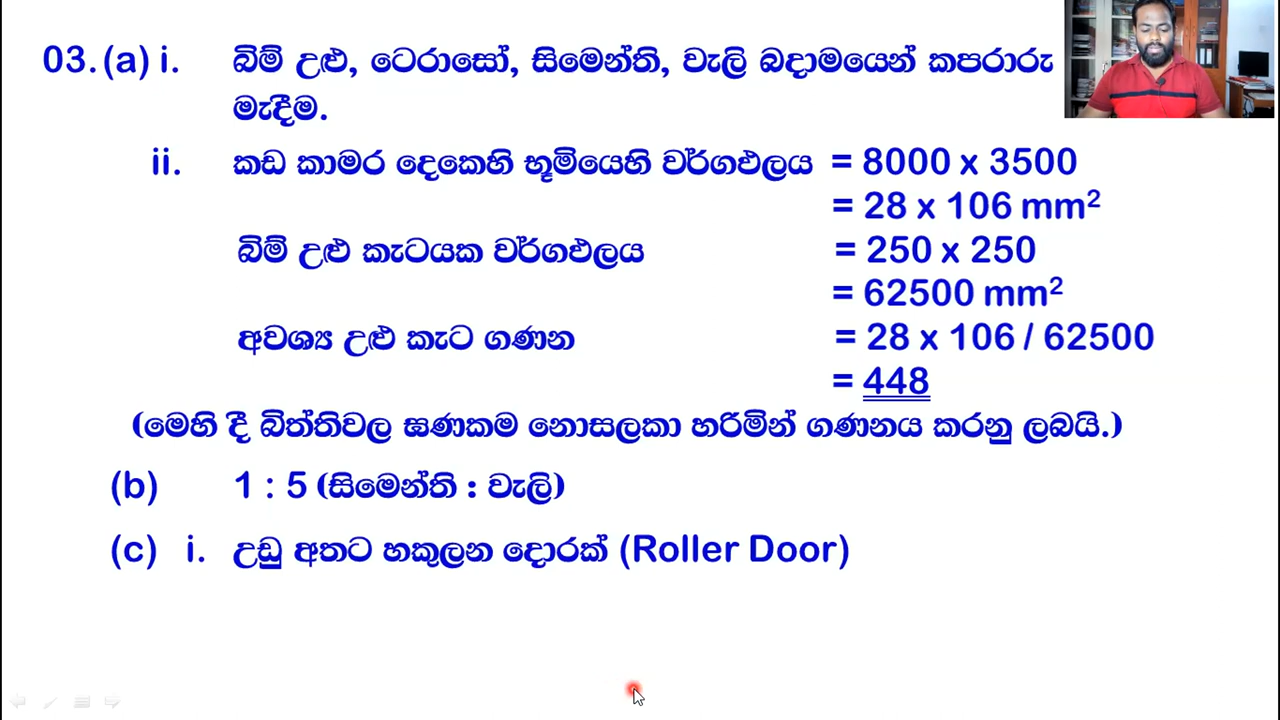 03. (a) i. බිම් උළු, ටෙරාසෝ, සිමෙන්ති, වැලි බදාමයෙන් කපරාරු
මැදීම.
ii. කඩ කාමර දෙකෙහි භූමියෙහි වර්ගඵලය = 8000 x 3500
= 28 x 106 mm²
බිම් උළු කැටයක වර්ගඵලය = 250 x 250
= 62500 mm²
අවශ්‍ය උළු කැට ගණන = 28 x 106 / 62500
= 448
(මෙහි දී බිත්තිවල ඝණකම නොසලකා හරිමින් ගණනය කරනු ලබයි.)
(b) 1 : 5 (සිමෙන්ති : වැලි)
(c) i. උඩු අතට හකුලන දොරක් (Roller Door)